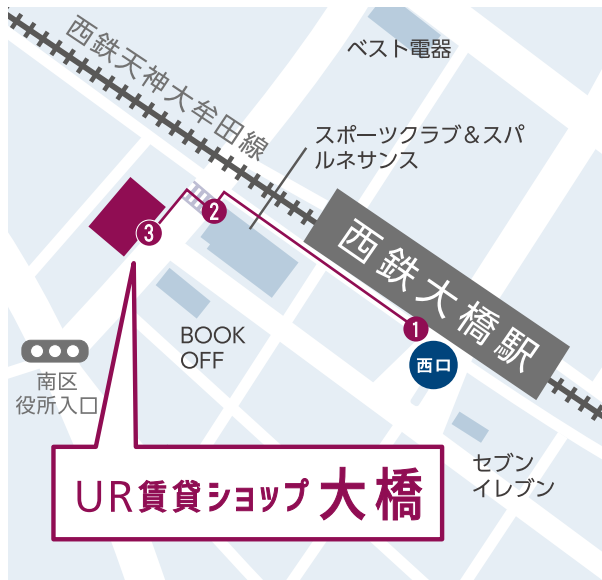 ベスト電器
西鉄天神大牟田線
スポーツクラブ&スパ
ルネサンス
西鉄大橋駅
2
3
1
西口
BOOK
OFF
南区
役所入口
セブン
イレブン
UR賃貸ショップ 大橋